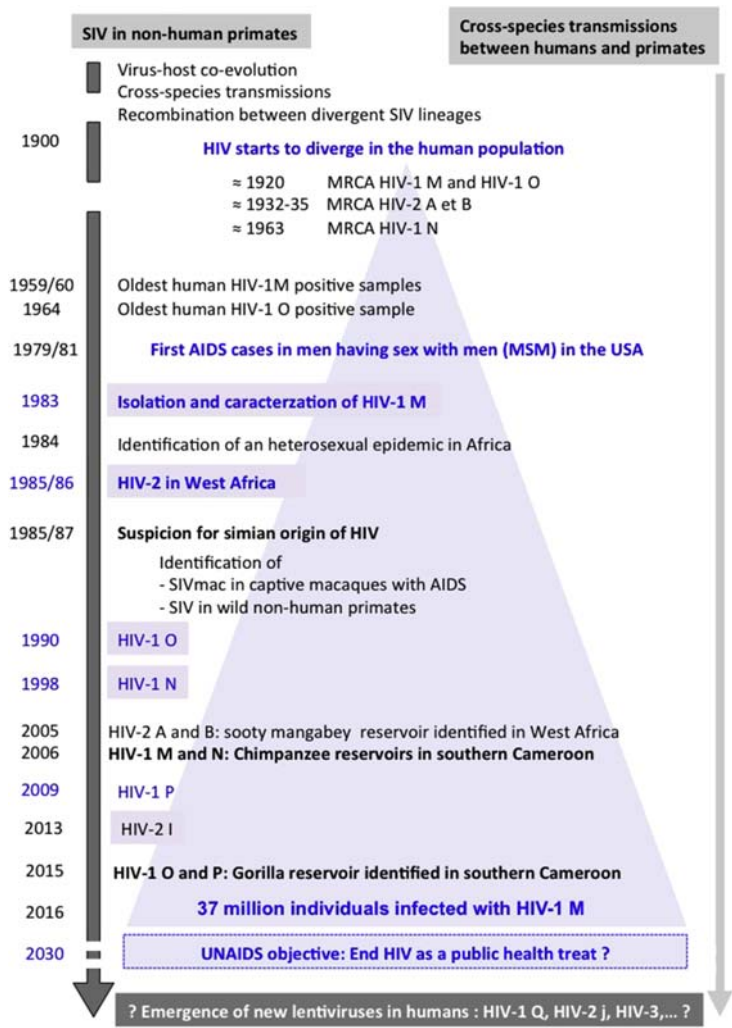 SIV in non-human primates
Cross-species transmissions
between humans and primates
Virus-host co-evolution
Cross-species transmissions
Recombination between divergent SIV lineages
1900
HIV starts to diverge in the human population
≈ 1920 MRCA HIV-1 M and HIV-1 O
≈ 1932-35 MRCA HIV-2 A et B
≈ 1963 MRCA HIV-1 N
1959/60 Oldest human HIV-1M positive samples
1964 Oldest human HIV-1 O positive sample
1979/81 First AIDS cases in men having sex with men (MSM) in the USA
1983 Isolation and caracterzation of HIV-1 M
1984 Identification of an heterosexual epidemic in Africa
1985/86 HIV-2 in West Africa
1985/87 Suspicion for simian origin of HIV
Identification of
- SIVmac in captive macaques with AIDS
- SIV in wild non-human primates
1990 HIV-1 O
1998 HIV-1 N
2005 HIV-2 A and B: sooty mangabey reservoir identified in West Africa
2006 HIV-1 M and N: Chimpanzee reservoirs in southern Cameroon
2009 HIV-1 P
2013 HIV-2 I
2015 HIV-1 O and P: Gorilla reservoir identified in southern Cameroon
2016 37 million individuals infected with HIV-1 M
2030 UNAIDS objective: End HIV as a public health treat ?
? Emergence of new lentiviruses in humans : HIV-1 Q, HIV-2 j, HIV-3,... ?